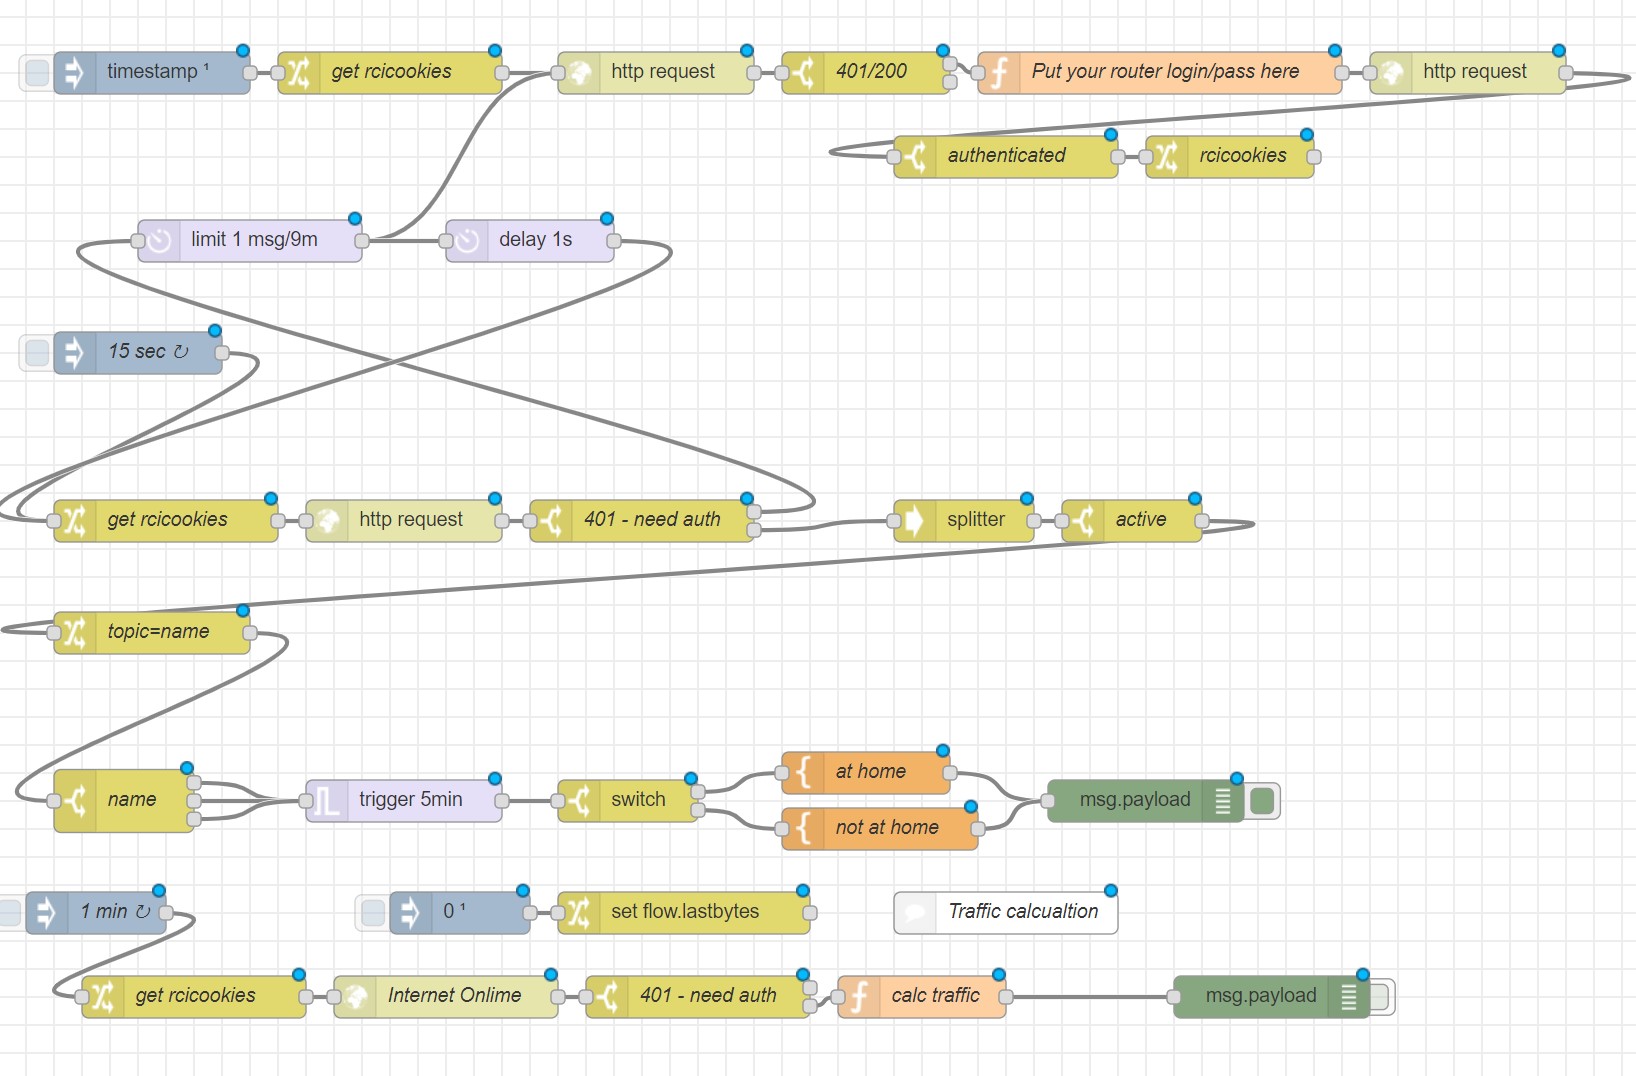 timestamp ¹
get rcicookies
http request
401/200
Put your router login/pass here
http request
authenticated
rcicookies
limit 1 msg/9m
delay 1s
15 sec ↻
get rcicookies
http request
401 - need auth
splitter
active
topic=name
name
trigger 5min
switch
at home
not at home
msg.payload
1 min ↻
0 ¹
set flow.lastbytes
Traffic calcualtion
get rcicookies
Internet Onlime
401 - need auth
calc traffic
msg.payload